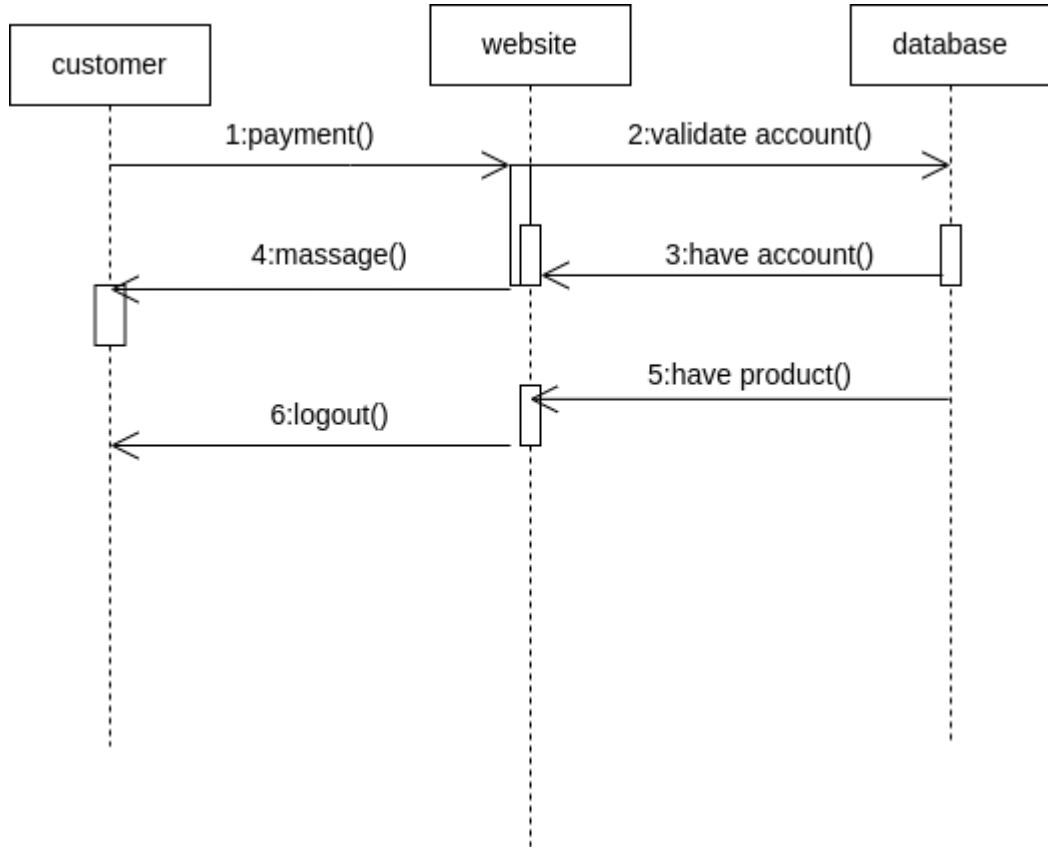 customer
website
database
1:payment()
2:validate account()
4:massage()
3:have account()
5:have product()
6:logout()